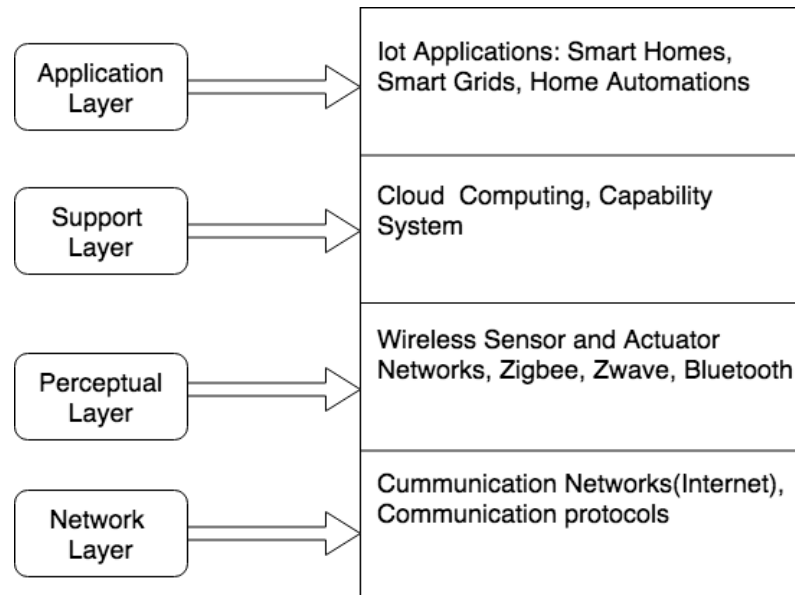 Application
Layer
Iot Applications: Smart Homes,
Smart Grids, Home Automations
Support
Layer
Cloud  Computing, Capability
System
Perceptual
Layer
Wireless Sensor and Actuator
Networks, Zigbee, Zwave, Bluetooth
Network
Layer
Cummunication Networks(Internet),
Communication protocols